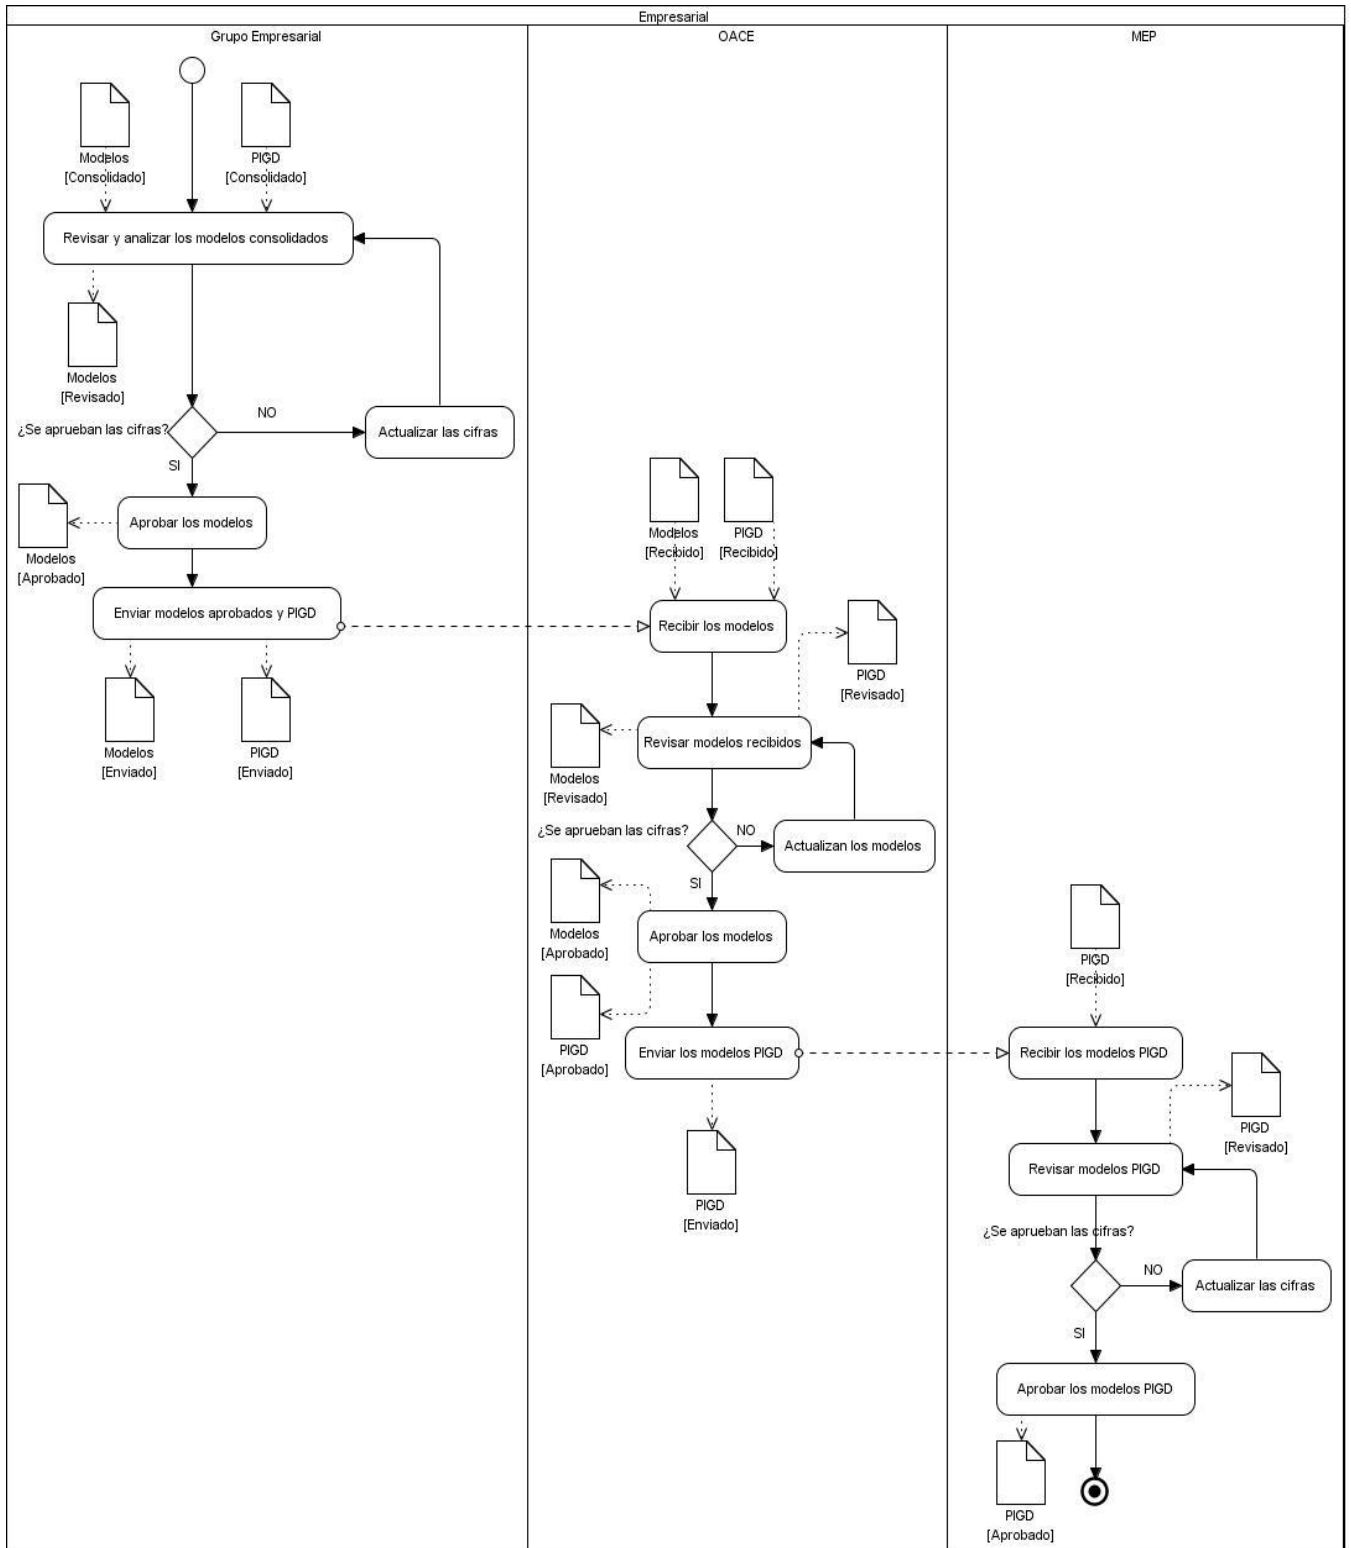 Empresarial
Grupo Empresarial
OACE
MEP
Modelos
[Consolidado]
PIGD
[Consolidado]
Revisar y analizar los modelos consolidados
Modelos
[Revisado]
¿Se aprueban las cifras?
NO
Actualizar las cifras
SI
Aprobar los modelos
Modelos
[Aprobado]
Enviar modelos aprobados y PIGD
Modelos
[Enviado]
PIGD
[Enviado]
Modelos
[Recibido]
PIGD
[Recibido]
Recibir los modelos
PIGD
[Revisado]
Revisar modelos recibidos
Modelos
[Revisado]
¿Se aprueban las cifras?
NO
Actualizan los modelos
SI
Modelos
[Aprobado]
Aprobar los modelos
PIGD
[Aprobado]
Enviar los modelos PIGD
PIGD
[Enviado]
PIGD
[Recibido]
Recibir los modelos PIGD
PIGD
[Revisado]
Revisar modelos PIGD
¿Se aprueban las cifras?
NO
Actualizar las cifras
SI
Aprobar los modelos PIGD
PIGD
[Aprobado]